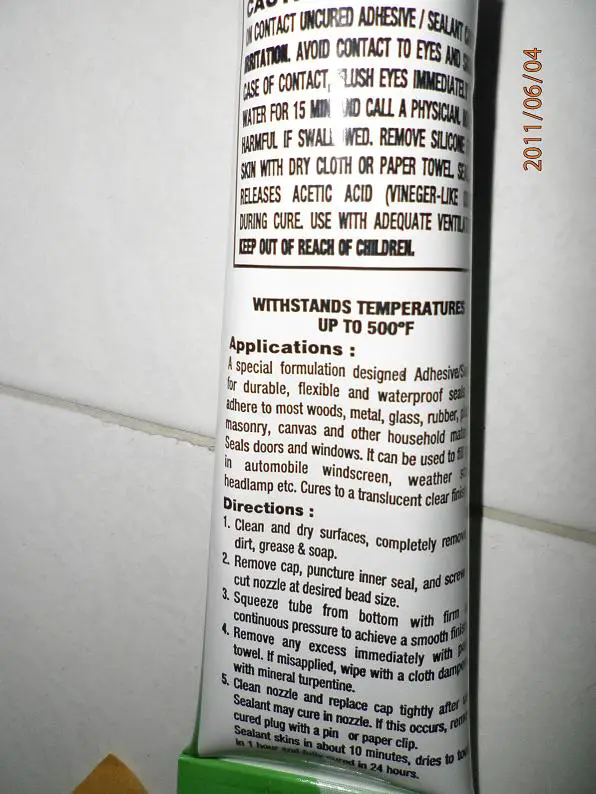 ON CONTACT UNCURED ADHESIVE / SEALANT
IRRITATION. AVOID CONTACT TO EYES AND
CASE OF CONTACT, FLUSH EYES IMMEDIATELY
WATER FOR 15 MIN AND CALL A PHYSICIAN.
HARMFUL IF SWALLOWED. REMOVE SILICONE
SKIN WITH DRY CLOTH OR PAPER TOWEL.
RELEASES ACETIC ACID (VINEGER-LIKE
DURING CURE. USE WITH ADEQUATE
KEEP OUT OF REACH OF CHILDREN.
WITHSTANDS TEMPERATURES
UP TO 500°F
Applications :
A special formulation designed
for durable, flexible and waterproof
adhere to most woods, metal, glass, rubber,
masonry, canvas and other household
Seals doors and windows. It can be used to
in automobile windscreen, weather
headlamp etc. Cures to a translucent clear
Directions :
1. Clean and dry surfaces, completely
dirt, grease & soap.
2. Remove cap, puncture inner seal, and screw
cut nozzle at desired bead size.
3. Squeeze tube from bottom with firm
continuous pressure to achieve a smooth
4. Remove any excess immediately with
towel. If misapplied, wipe with a cloth
with mineral turpentine.
5. Clean nozzle and replace cap tightly after
Sealant may cure in nozzle. If this occurs,
cured plug with a pin or paper clip.
Sealant skins in about 10 minutes, dries to
in 1 hour and fully cured in 24 hours.
2011/06/04